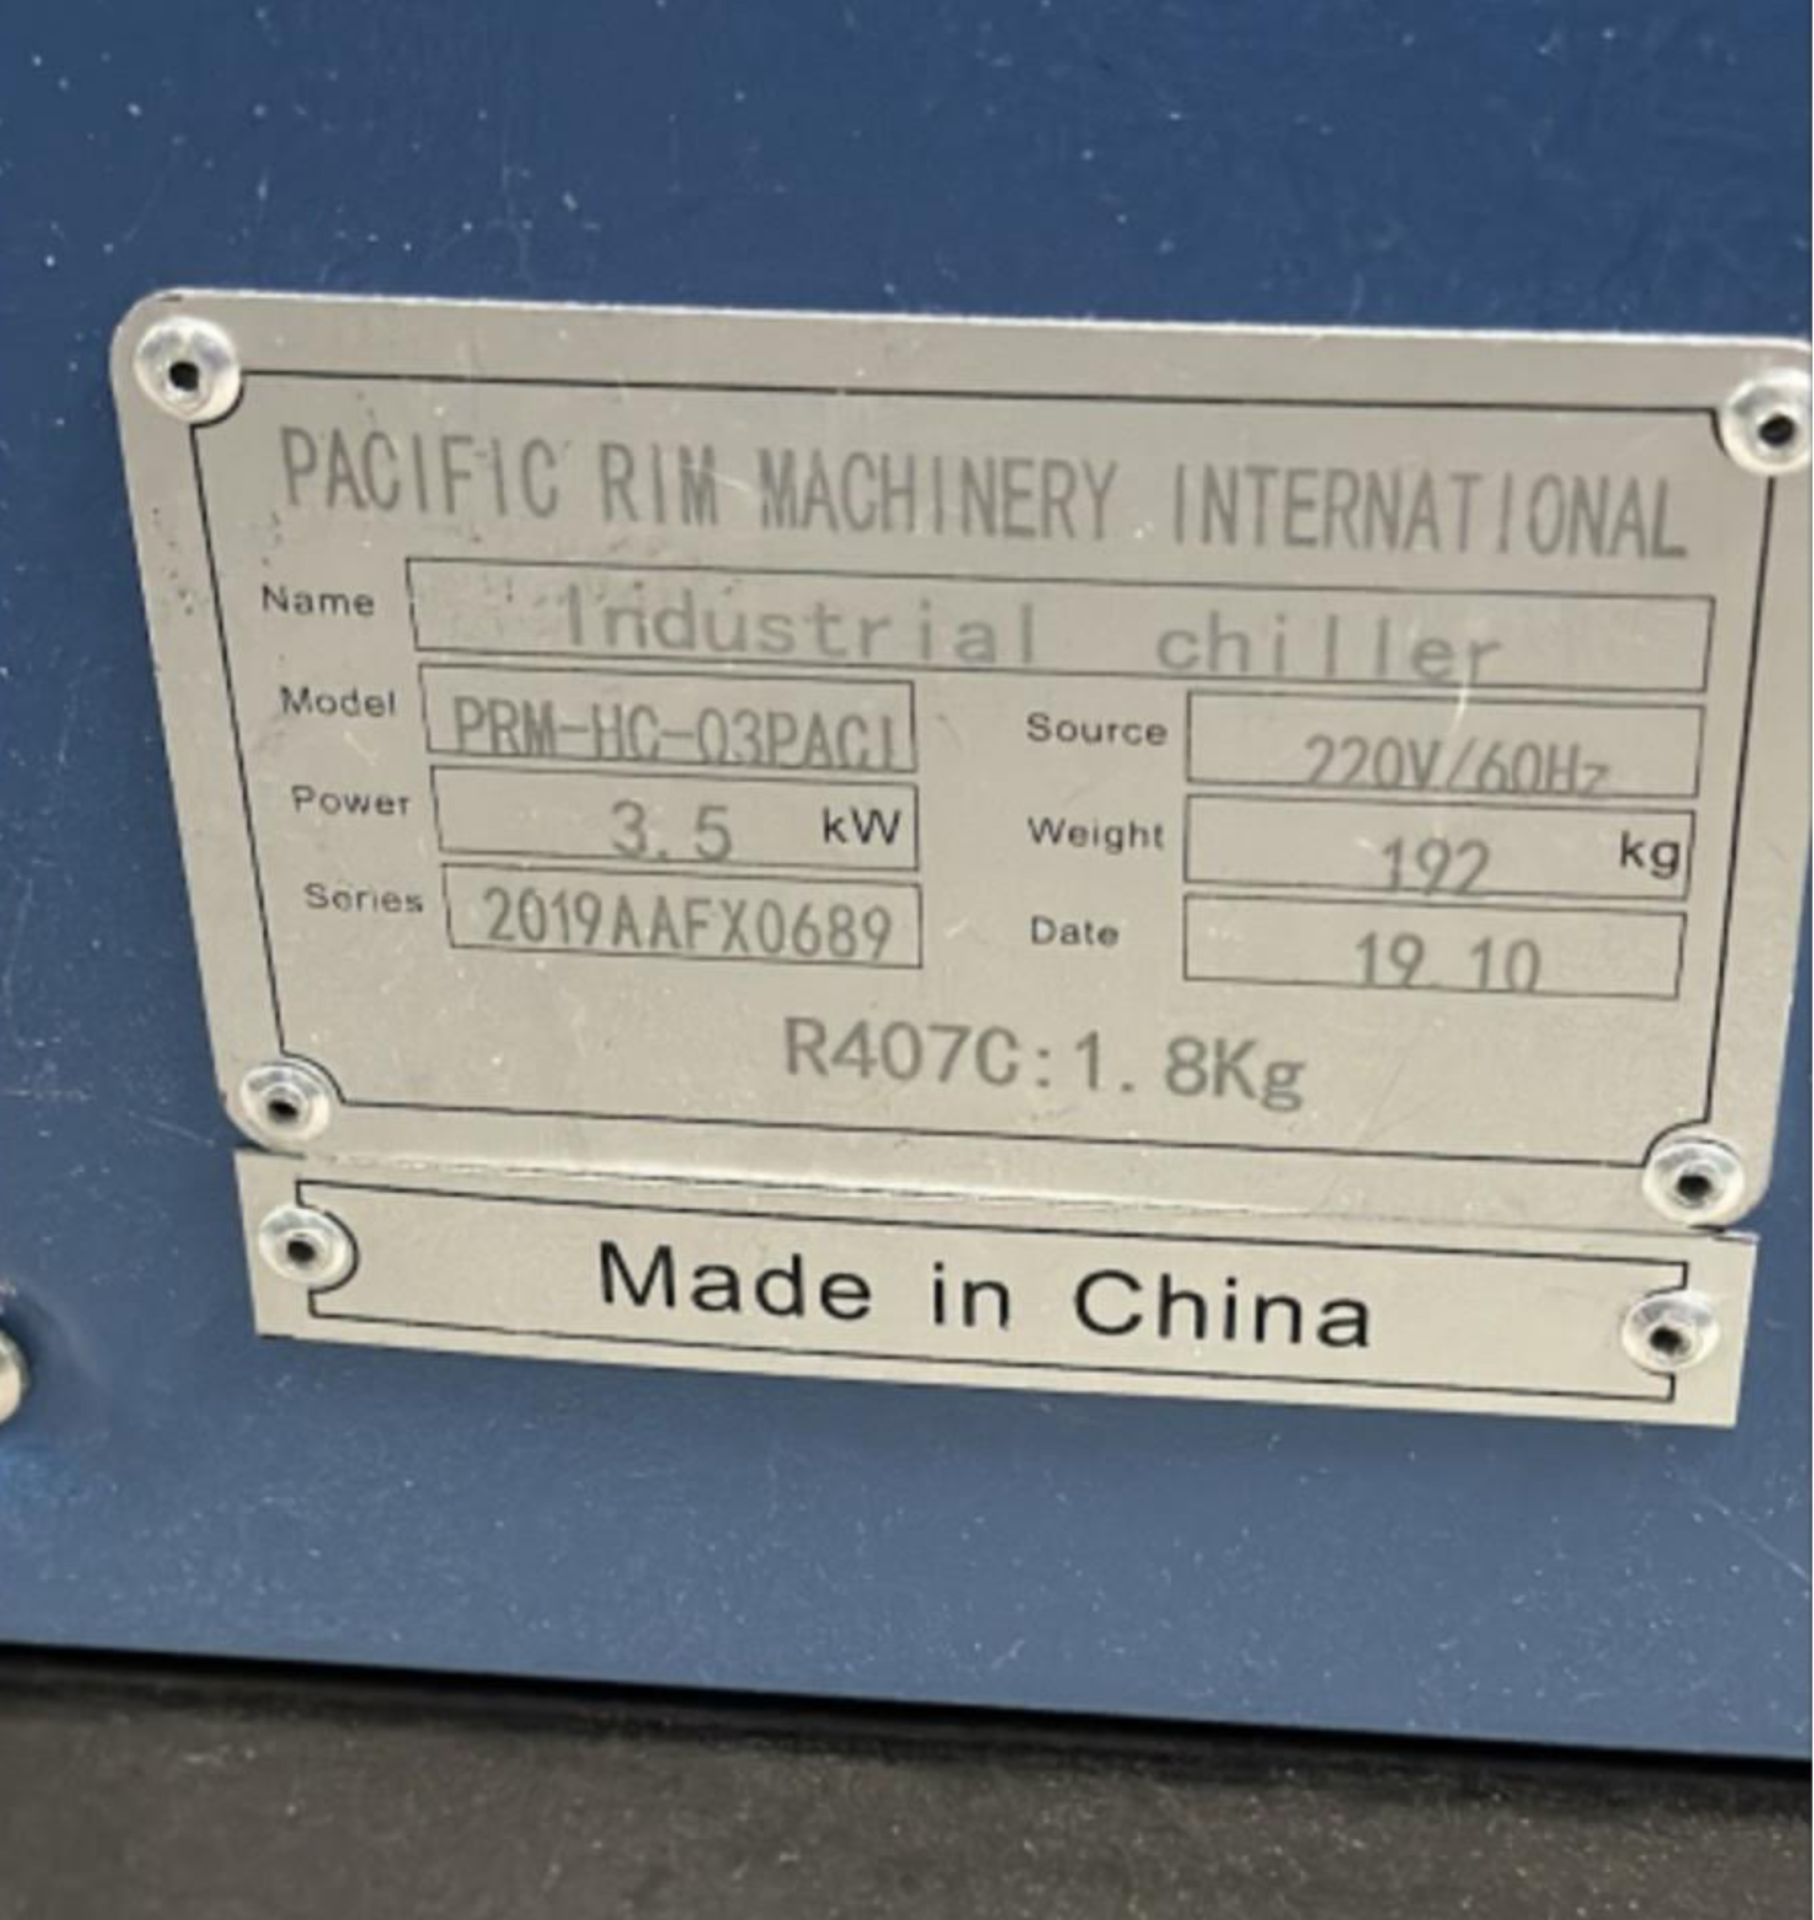 PACIFIC RIM MACHINERY INTERNATIONAL
Name Industrial chiller
Model PRM-HC-03PACI Source 220V/60Hz
Power 3.5 kW Weight 192 kg
Series 2019AAFX0689 Date 19.10
R407C:1.8Kg
Made in China